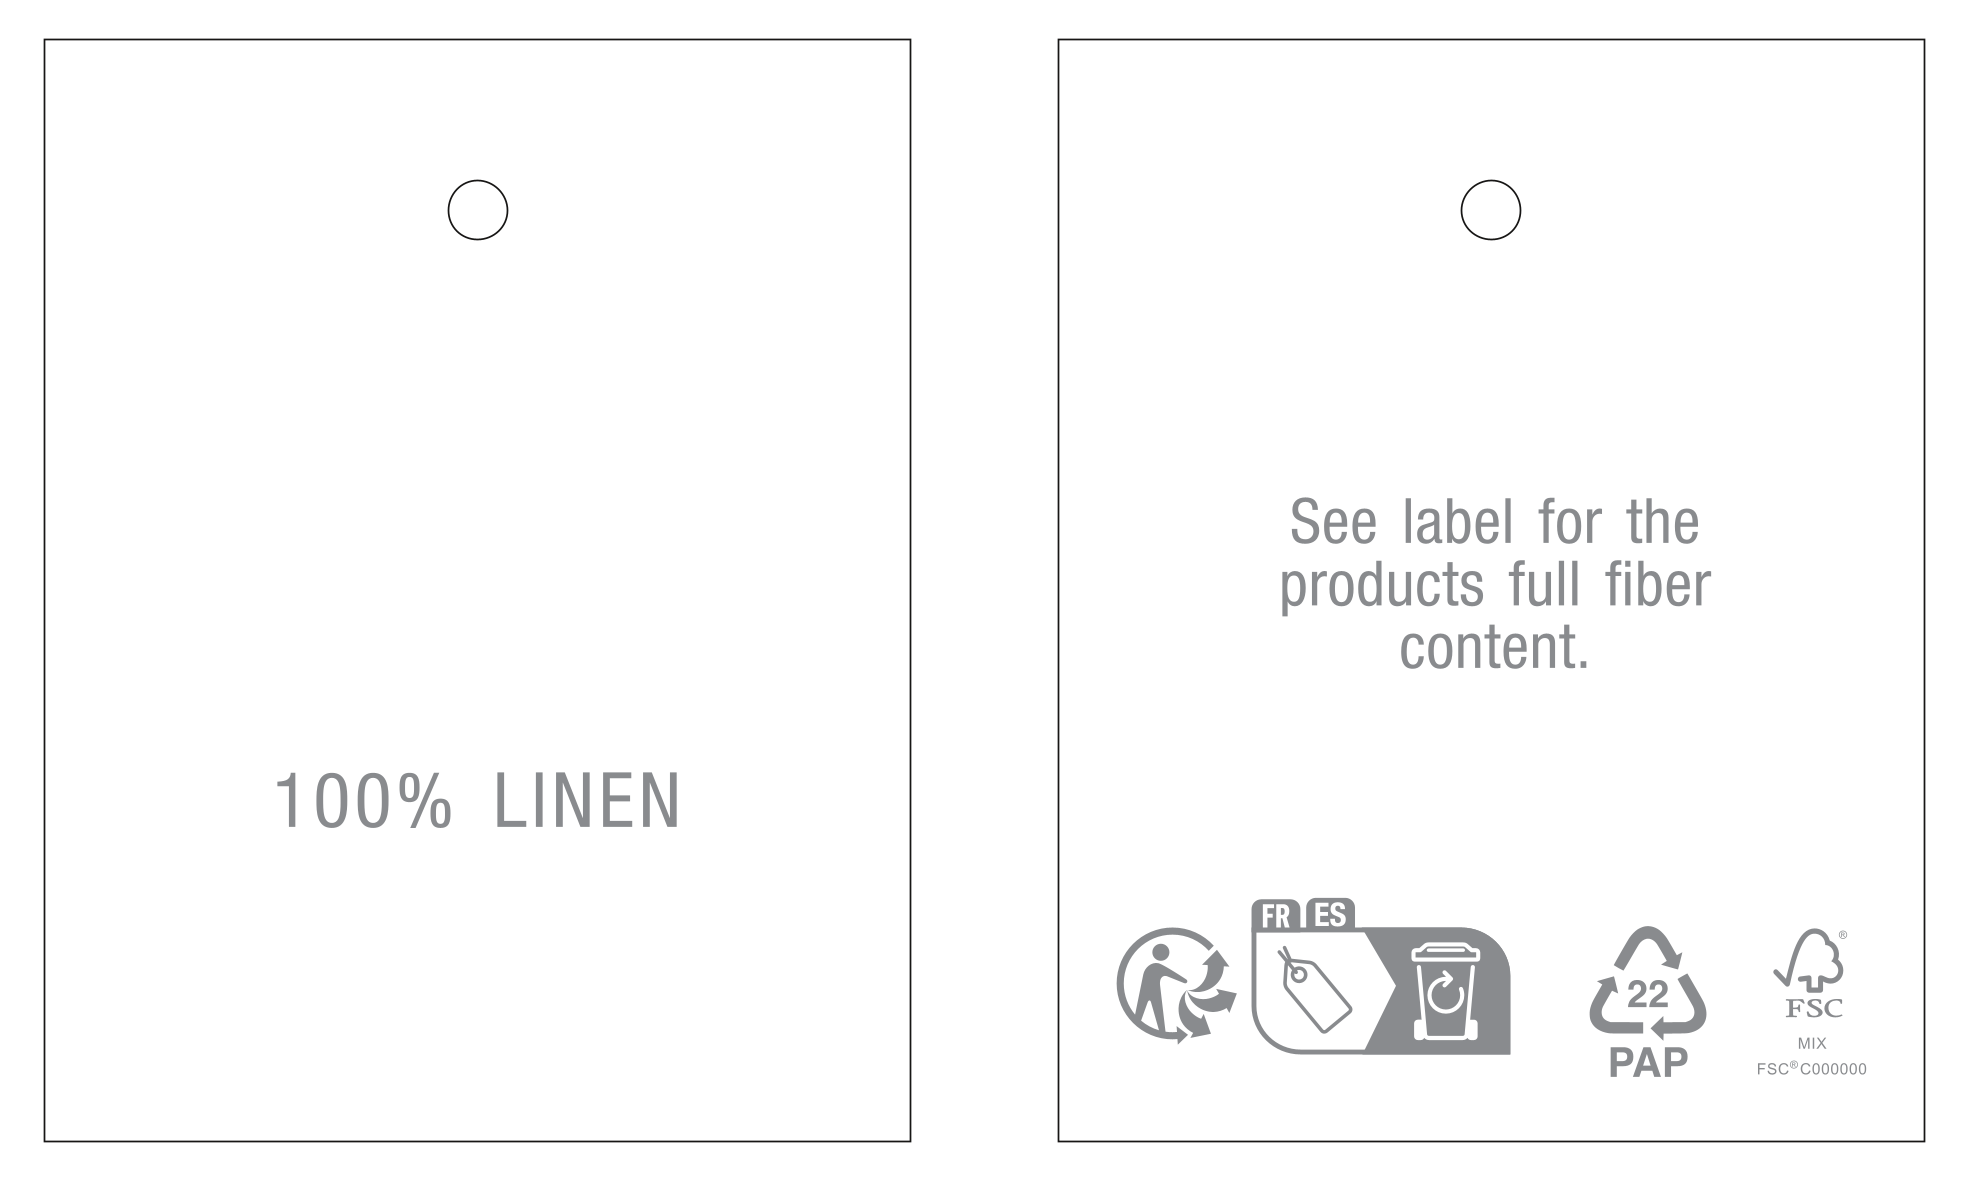 100% LINEN
See label for the
products full fiber
content.
FR ES
22
PAP
®
FSC
MIX
FSC®C000000